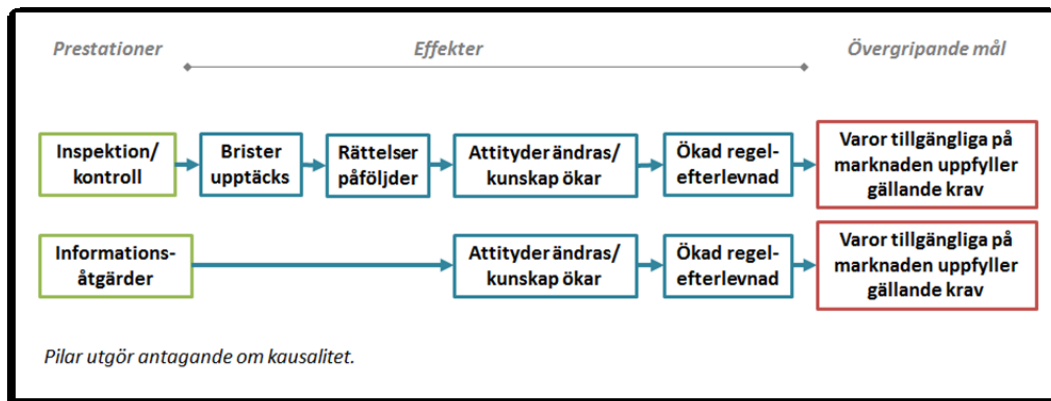 Prestationer
Effekter
Övergripande mål
Inspektion/
kontroll
Brister
upptäcks
Rättelser
påföljder
Attityder ändras/
kunskap ökar
Ökad regel-
efterlevnad
Varor tillgängliga på
marknaden uppfyller
gällande krav
Informations-
åtgärder
Attityder ändras/
kunskap ökar
Ökad regel-
efterlevnad
Varor tillgängliga på
marknaden uppfyller
gällande krav
Pilar utgör antagande om kausalitet.